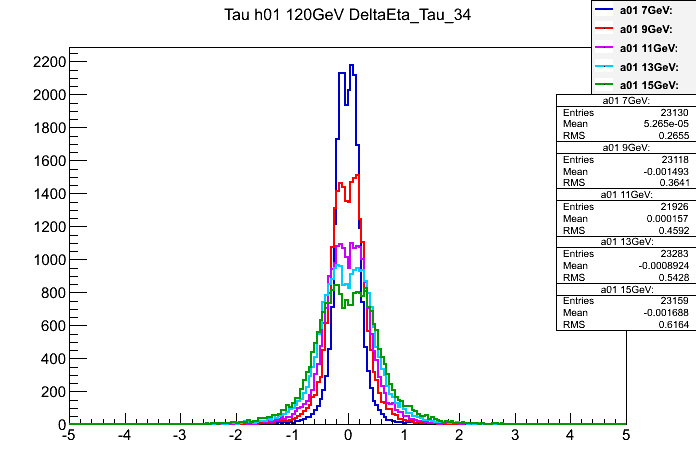 Tau h01 120GeV DeltaEta_Tau_34
a01 7GeV:
a01 9GeV:
a01 11GeV:
a01 13GeV:
a01 15GeV:
a01 7GeV:
Entries 23130
Mean 5.265e-05
RMS 0.2655
a01 9GeV:
Entries 23118
Mean -0.001493
RMS 0.3641
a01 11GeV:
Entries 21926
Mean 0.000157
RMS 0.4592
a01 13GeV:
Entries 23283
Mean -0.0008924
RMS 0.5428
a01 15GeV:
Entries 23159
Mean -0.001688
RMS 0.6164
2200
2000
1800
1600
1400
1200
1000
800
600
400
200
0
-5 -4 -3 -2 -1 0 1 2 3 4 5